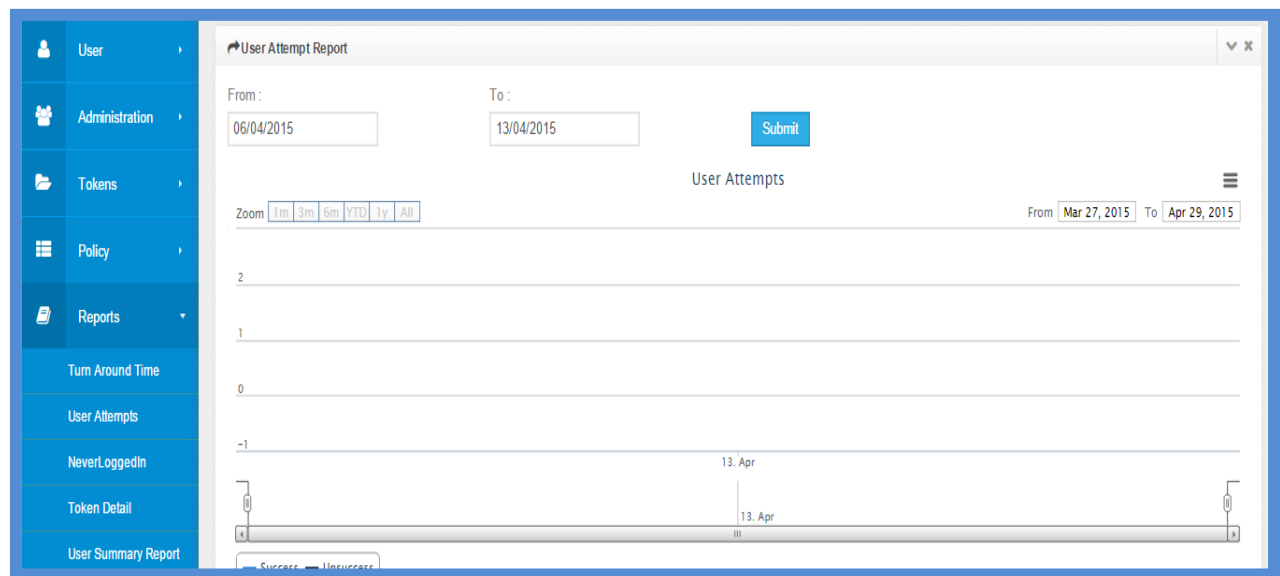 User
Administration
Tokens
Policy
Reports
Turn Around Time
User Attempts
NeverLoggedIn
Token Detail
User Summary Report
User Attempt Report
From :
To :
06/04/2015
13/04/2015
Submit
User Attempts
Zoom 1m 3m 6m YTD 1y All
From Mar 27, 2015 To Apr 29, 2015
2
1
0
-1
13. Apr
13. Apr
Success Unsuccess